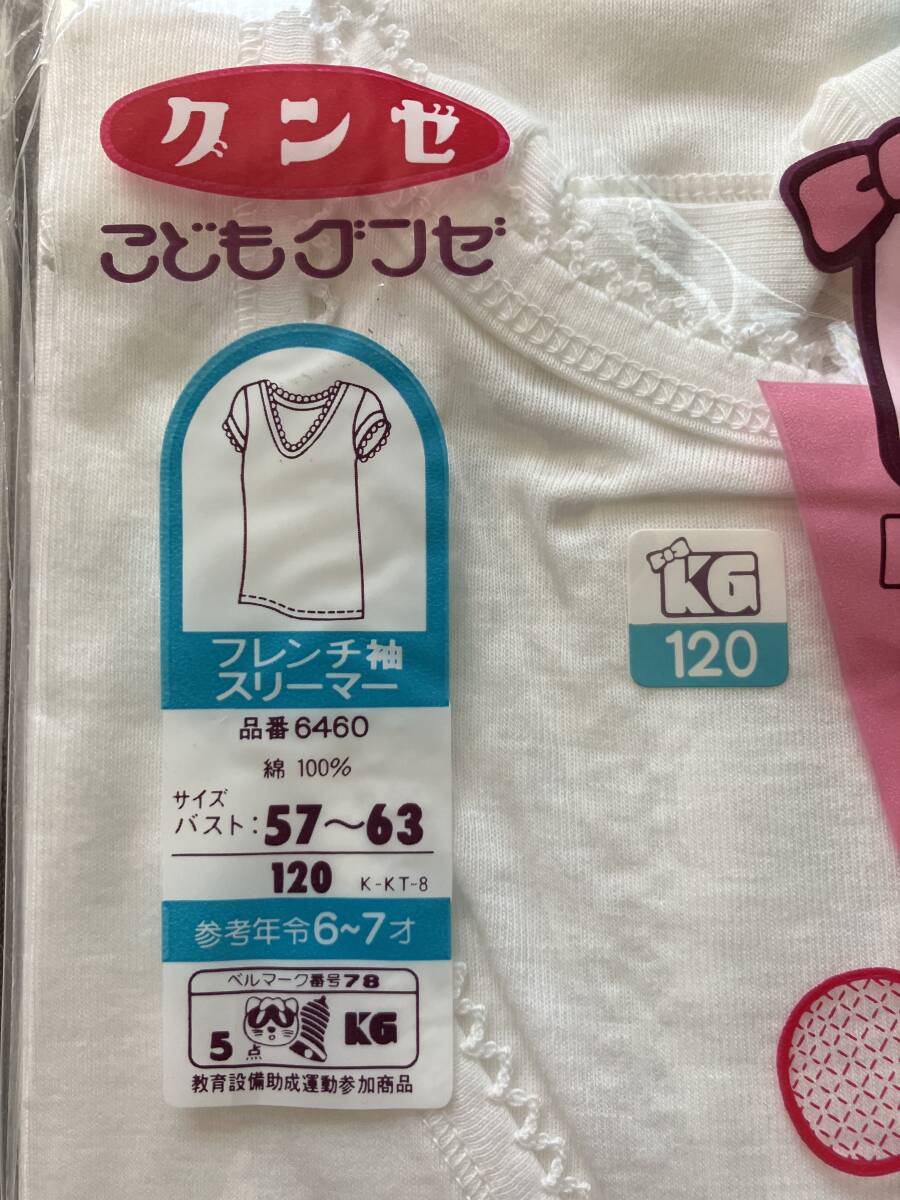 グンゼ
こどもグンゼ
フレンチ袖
スリーマー
品番6460
綿 100%
サイズ
バスト:57〜63
120 K-KT-8
参考年令6~7才
ベルマーク番号78
5点 KG
教育設備助成運動参加商品
KG
120